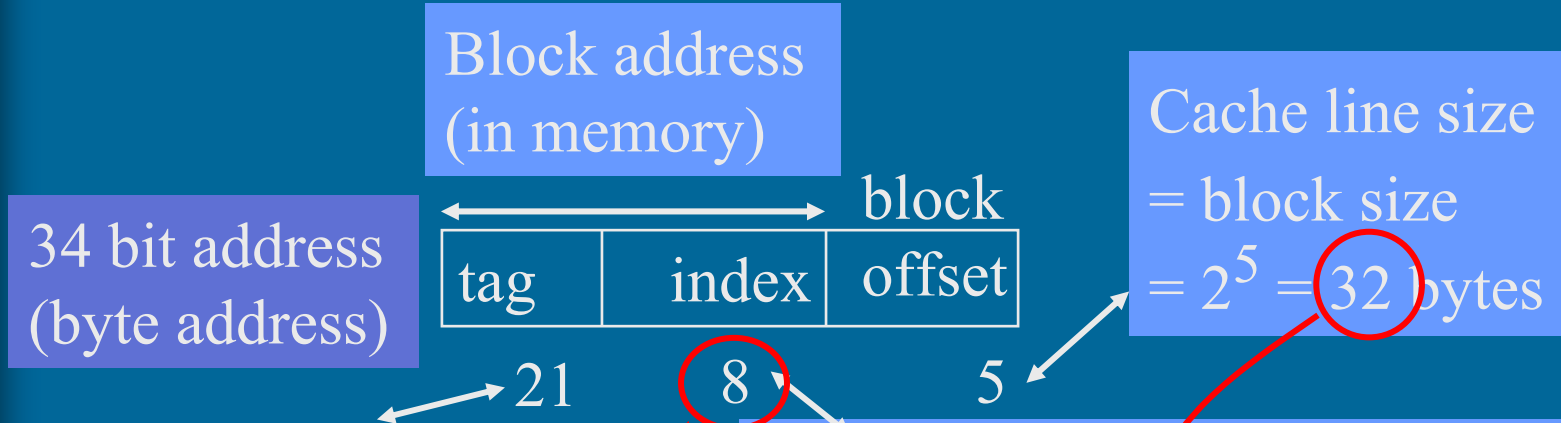 Block address
(in memory)
34 bit address
(byte address)
block
tag index offset
21 8 5
Cache line size
= block size
= 2^5 = 32 bytes